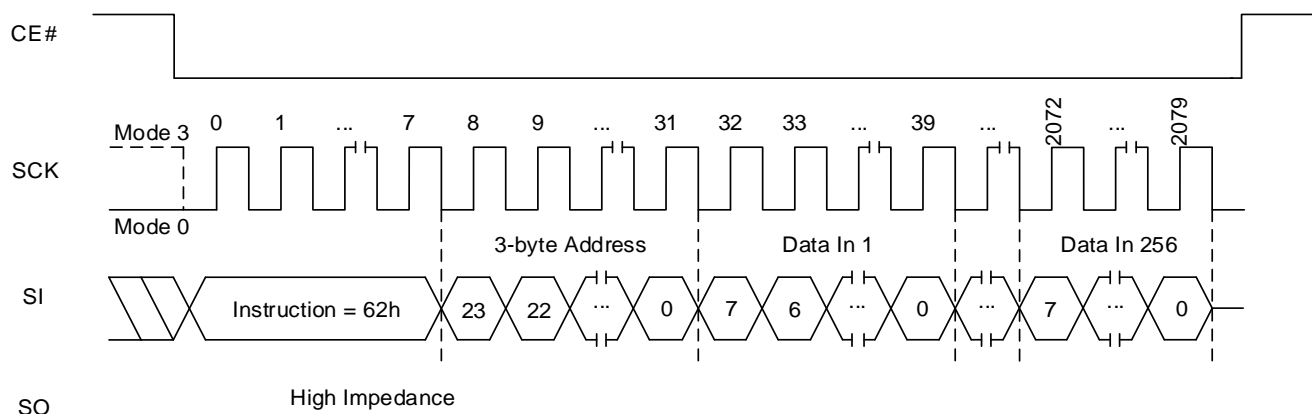 CE#
0 1 ... 7 8 9 ... 31 32 33 ... 39 ... 2072 ... 2079
Mode 3
SCK
Mode 0
3-byte Address Data In 1 Data In 256
SI Instruction = 62h 23 22 ... 0 7 6 ... 0 ... 7 ... 0
High Impedance
SO